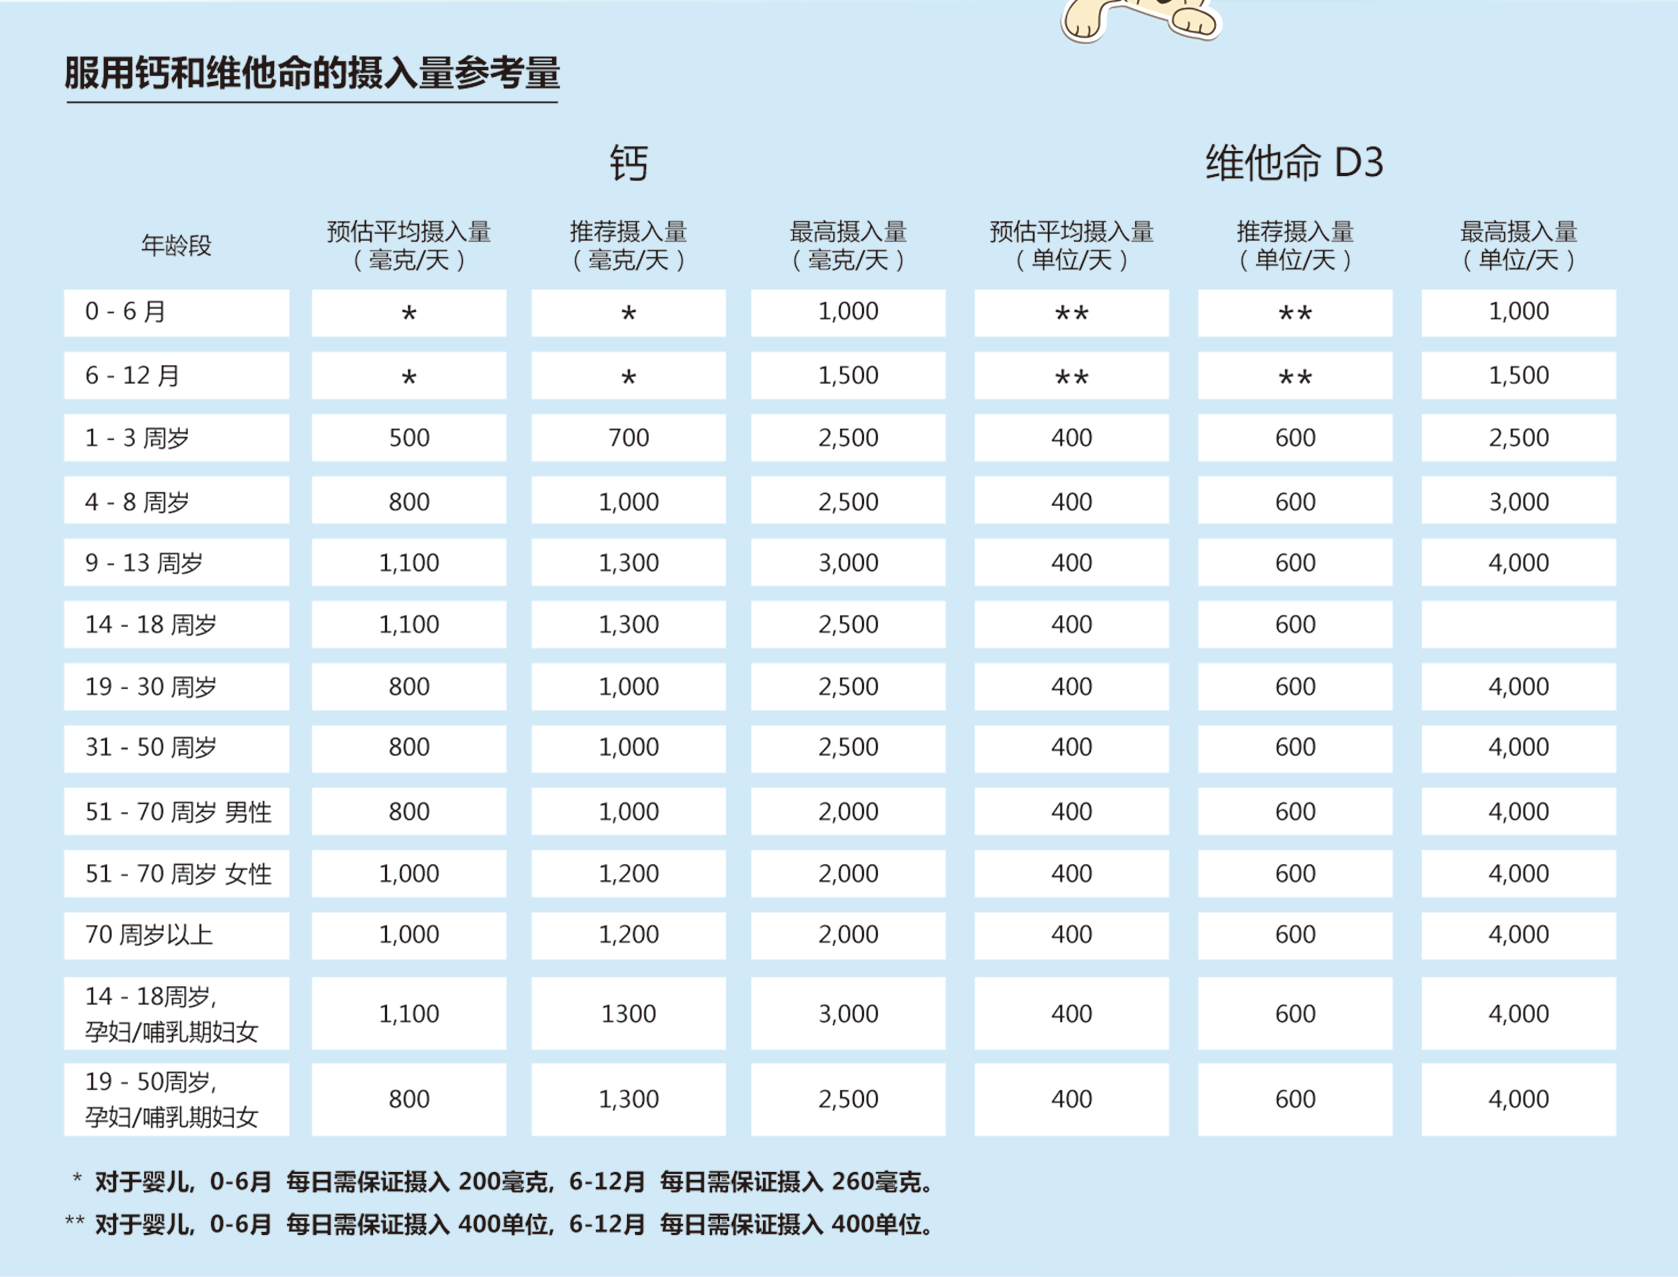 服用钙和维他命的摄入量参考量
钙 维他命 D3
年龄段 预估平均摄入量 (毫克/天) 推荐摄入量 (毫克/天) 最高摄入量 (毫克/天) 预估平均摄入量 (单位/天) 推荐摄入量 (单位/天) 最高摄入量 (单位/天)
0 - 6 月 * * 1,000 ** ** 1,000
6 - 12 月 * * 1,500 ** ** 1,500
1 - 3 周岁 500 700 2,500 400 600 2,500
4 - 8 周岁 800 1,000 2,500 400 600 3,000
9 - 13 周岁 1,100 1,300 3,000 400 600 4,000
14 - 18 周岁 1,100 1,300 2,500 400 600
19 - 30 周岁 800 1,000 2,500 400 600 4,000
31 - 50 周岁 800 1,000 2,500 400 600 4,000
51 - 70 周岁 男性 800 1,000 2,000 400 600 4,000
51 - 70 周岁 女性 1,000 1,200 2,000 400 600 4,000
70 周岁以上 1,000 1,200 2,000 400 600 4,000
14 - 18周岁,
孕妇/哺乳期妇女 1,100 1300 3,000 400 600 4,000
19 - 50周岁,
孕妇/哺乳期妇女 800 1,300 2,500 400 600 4,000
* 对于婴儿, 0-6月 每日需保证摄入 200毫克, 6-12月 每日需保证摄入 260毫克。
** 对于婴儿, 0-6月 每日需保证摄入 400单位, 6-12月 每日需保证摄入 400单位。